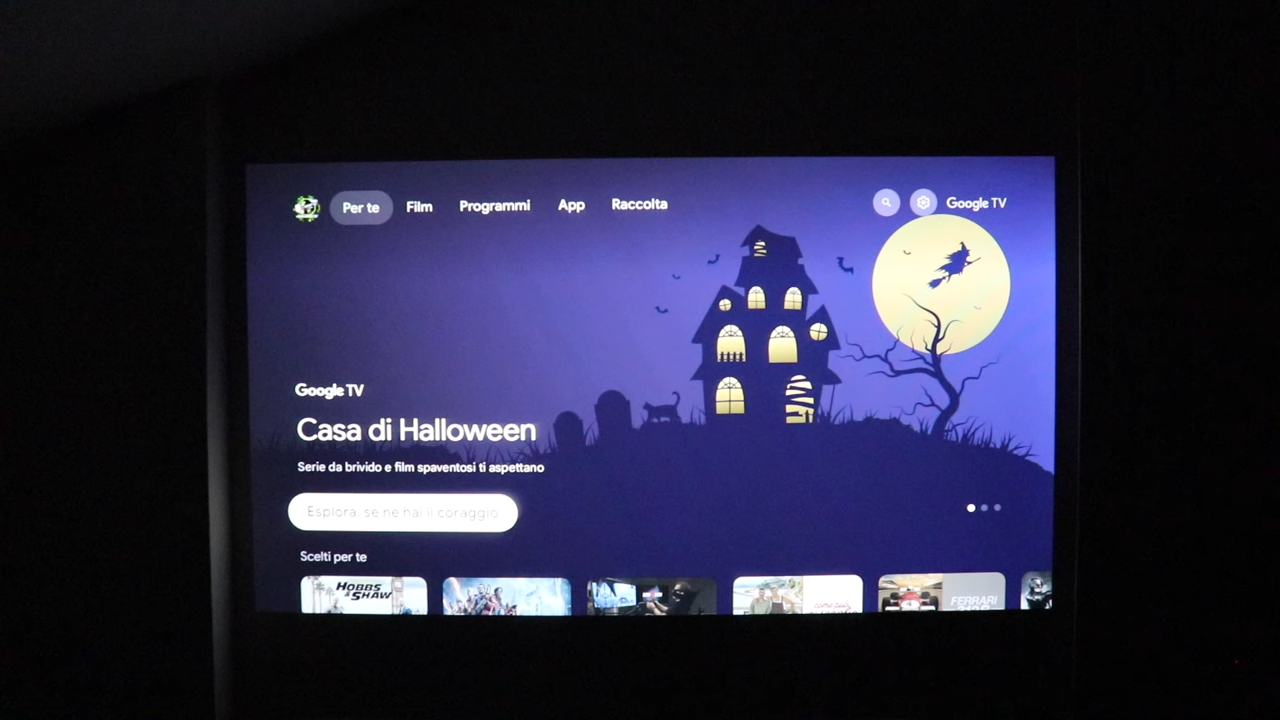 Per te
Film
Programmi
App
Raccolta
Google TV
Google TV
Casa di Halloween
Serie da brivido e film spaventosi ti aspettano
Esplora, se ne hai il coraggio
Scelti per te
HOBBS
& SHAW
FERRARI